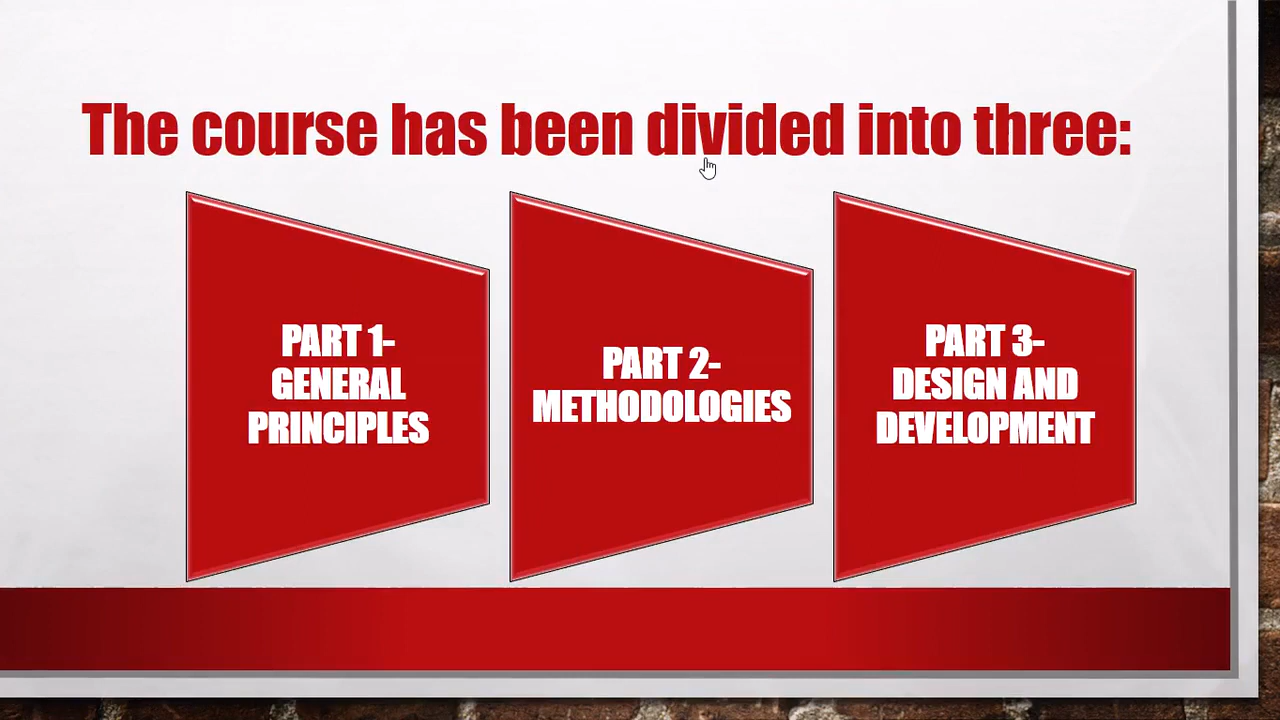 The course has been divided into three:
PART 1-
GENERAL
PRINCIPLES
PART 2-
METHODOLOGIES
PART 3-
DESIGN AND
DEVELOPMENT